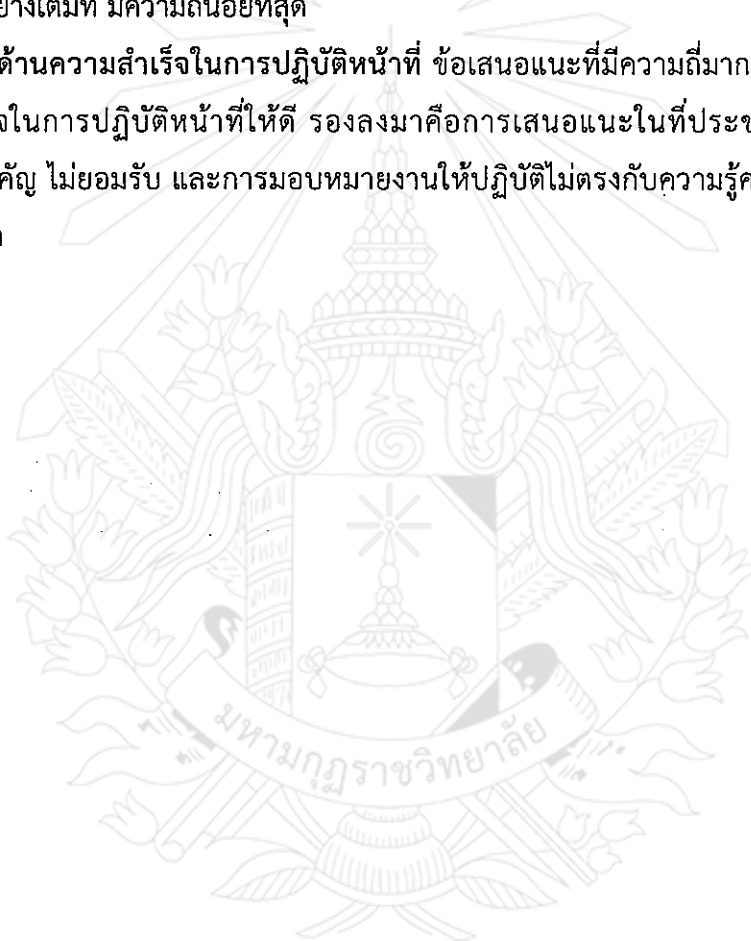 ย่างเต็มที่ มีความถี่น้อยที่สุด
ด้านความสำเร็จในการปฏิบัติหน้าที่ ข้อเสนอแนะที่มีความถี่มาก
จในการปฏิบัติหน้าที่ให้ดี รองลงมาคือการเสนอแนะในที่ประช
คัญ ไม่ยอมรับ และการมอบหมายงานให้ปฏิบัติไม่ตรงกับความรู้ค
มหามกุฏราชวิทยาลัย